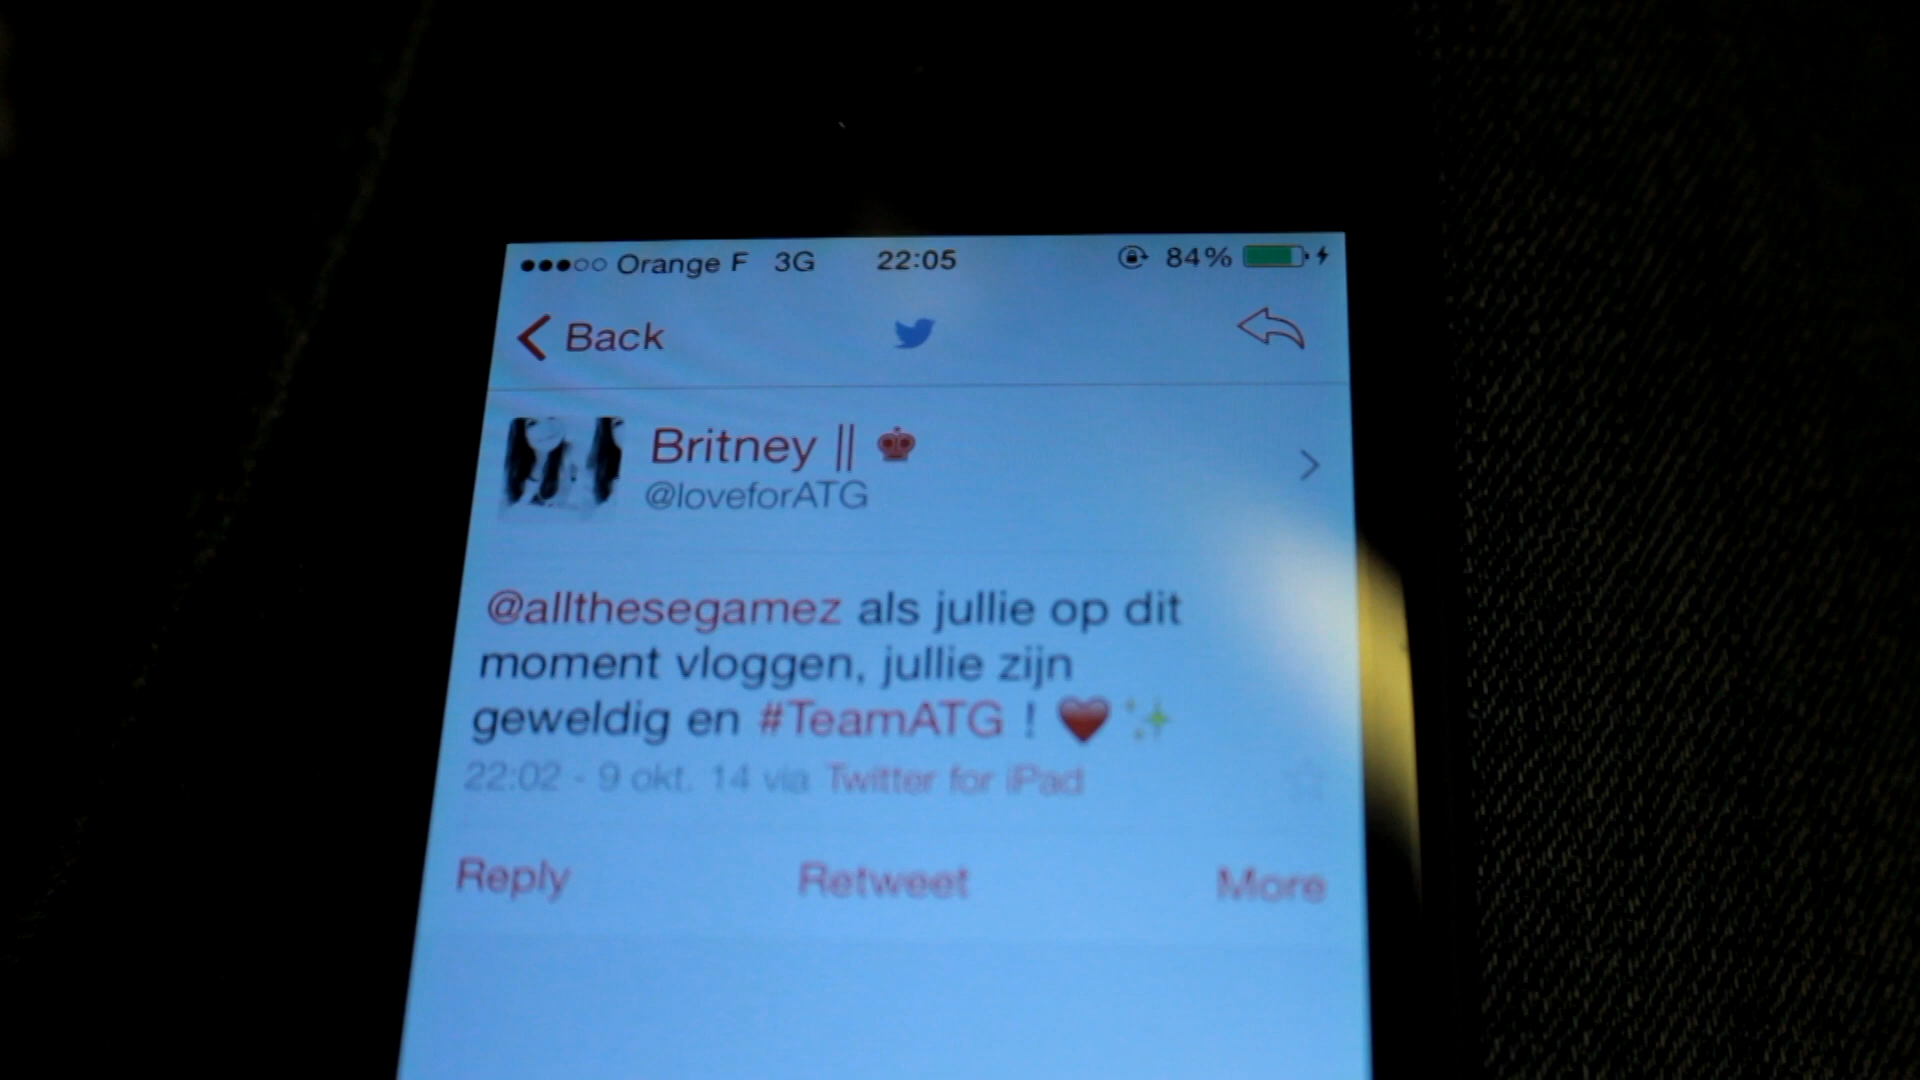 ●●●○○ Orange F 3G 22:05 84%
Back
Britney || ♚
@loveforATG
@allthesegamez als jullie op dit
moment vloggen, jullie zijn
geweldig en #TeamATG ! ❤️ ✨
22:02 - 9 okt. 14 via Twitter for iPad
Reply Retweet More